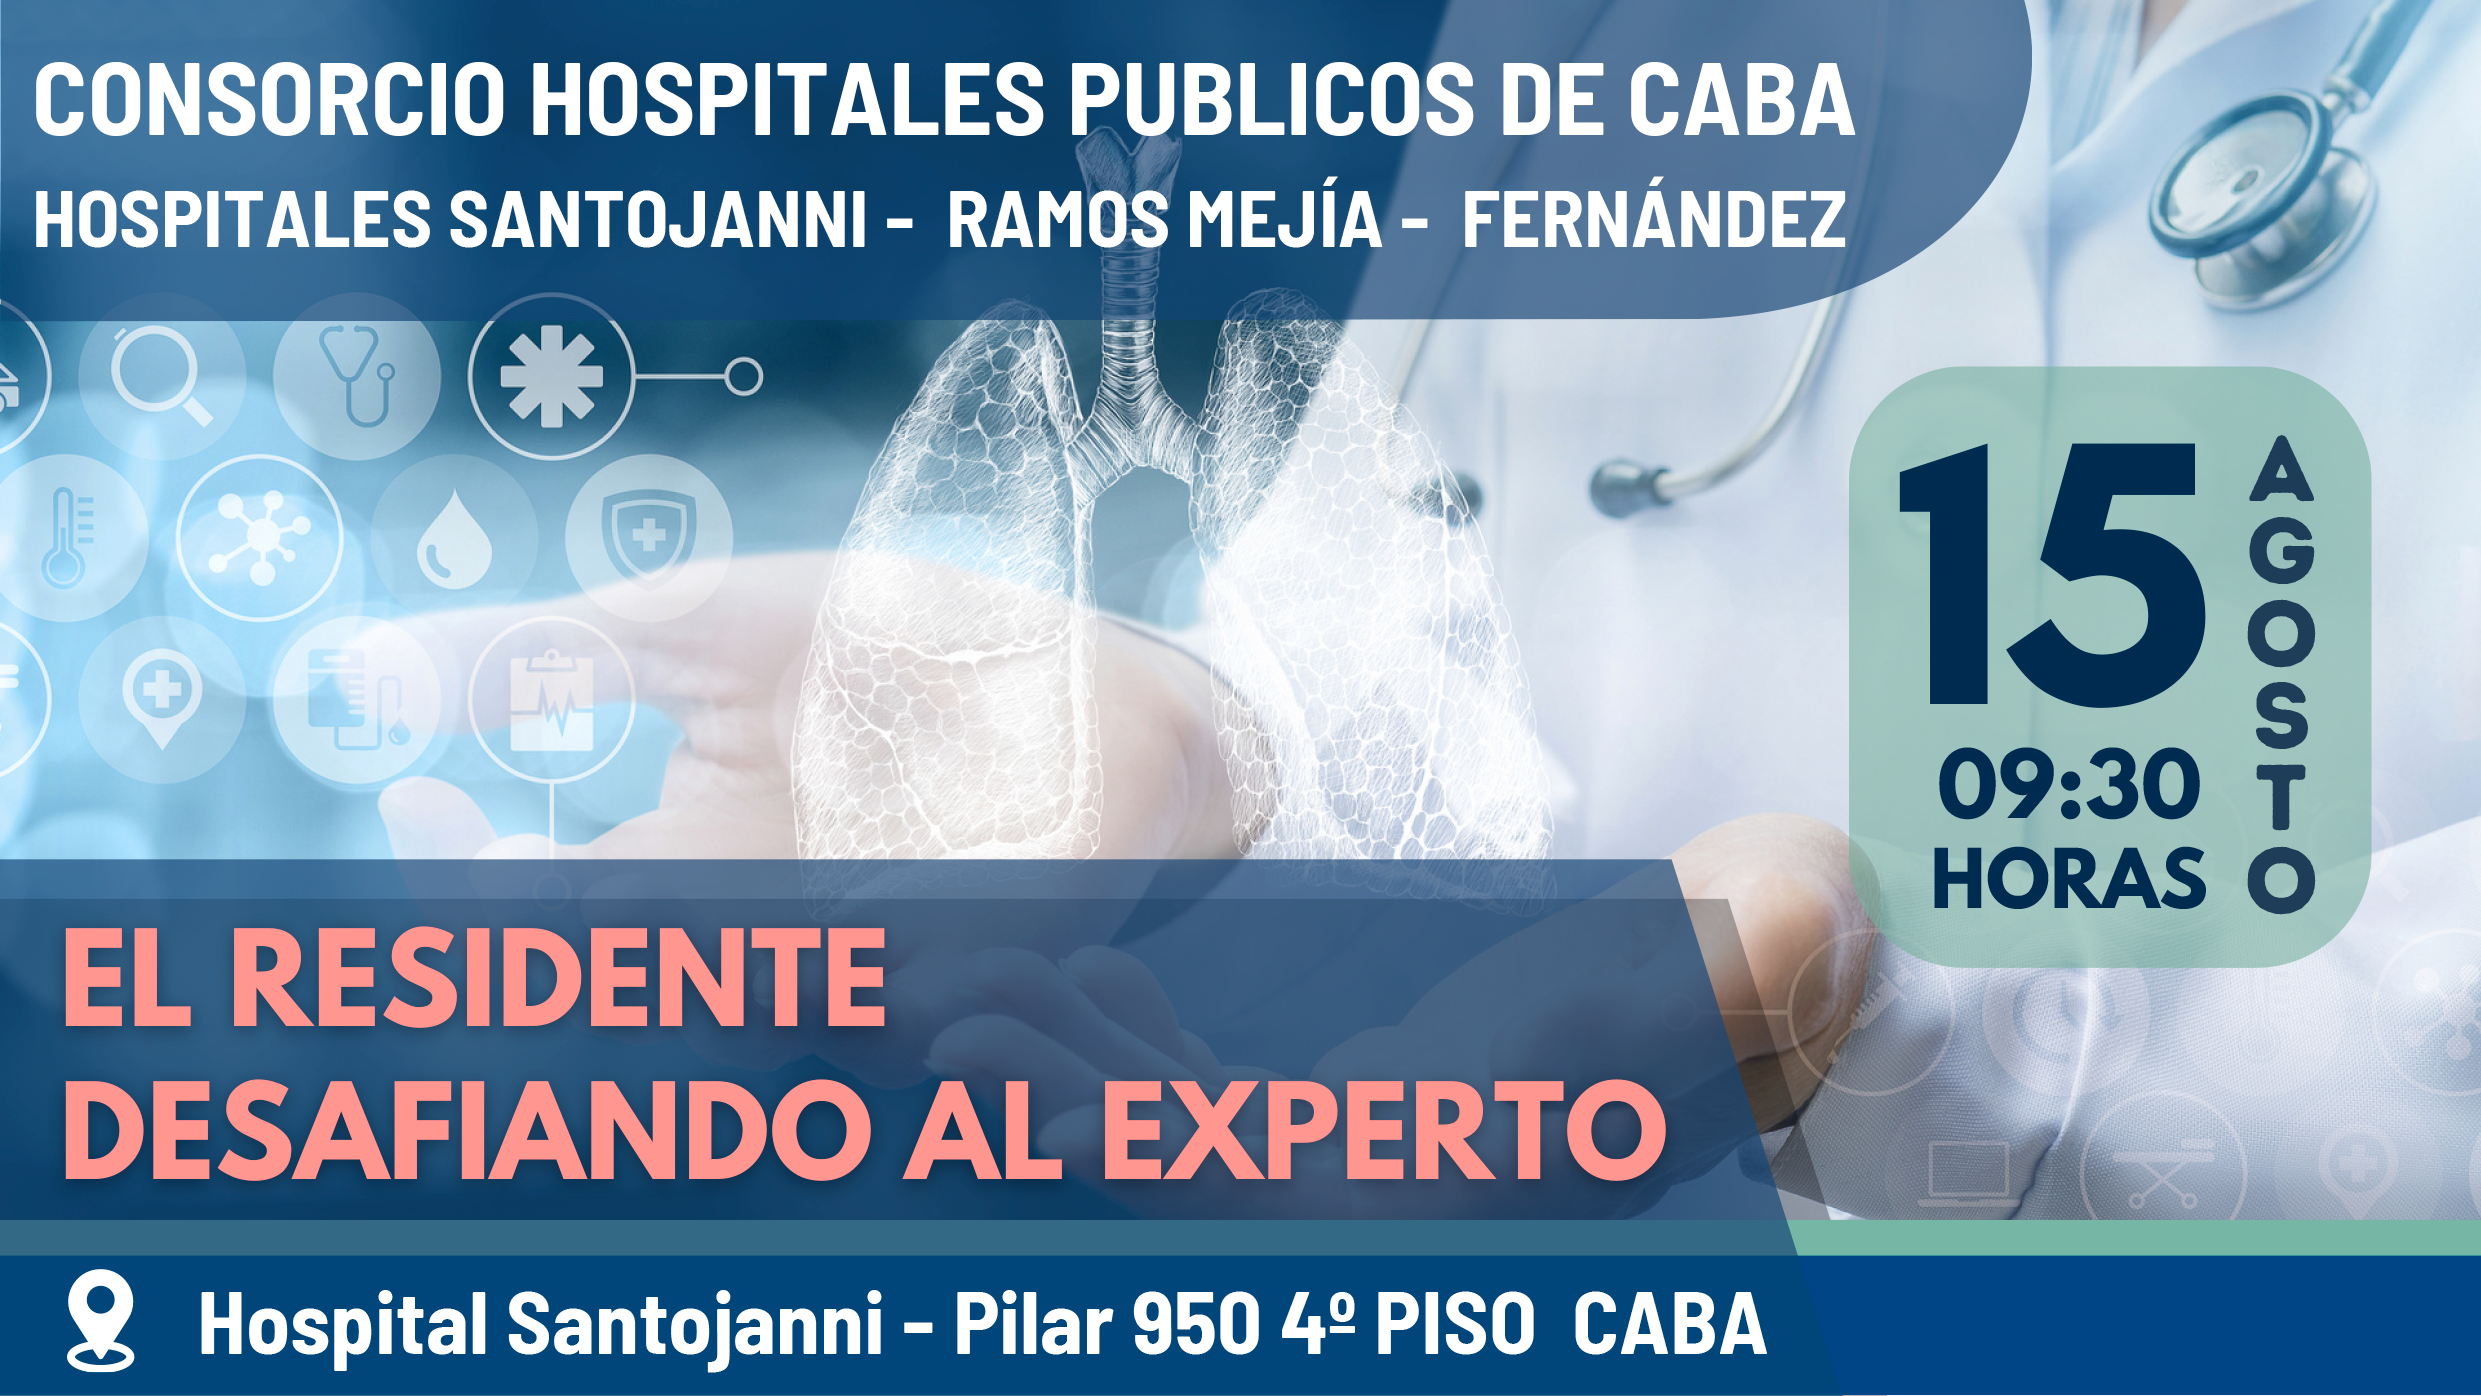 CONSORCIO HOSPITALES PUBLICOS DE CABA
HOSPITALES SANTOJANNI - RAMOS MEJÍA - FERNÁNDEZ
15
AGOSTO
09:30
HORAS
EL RESIDENTE
DESAFIANDO AL EXPERTO
Hospital Santojanni - Pilar 950 4º PISO CABA